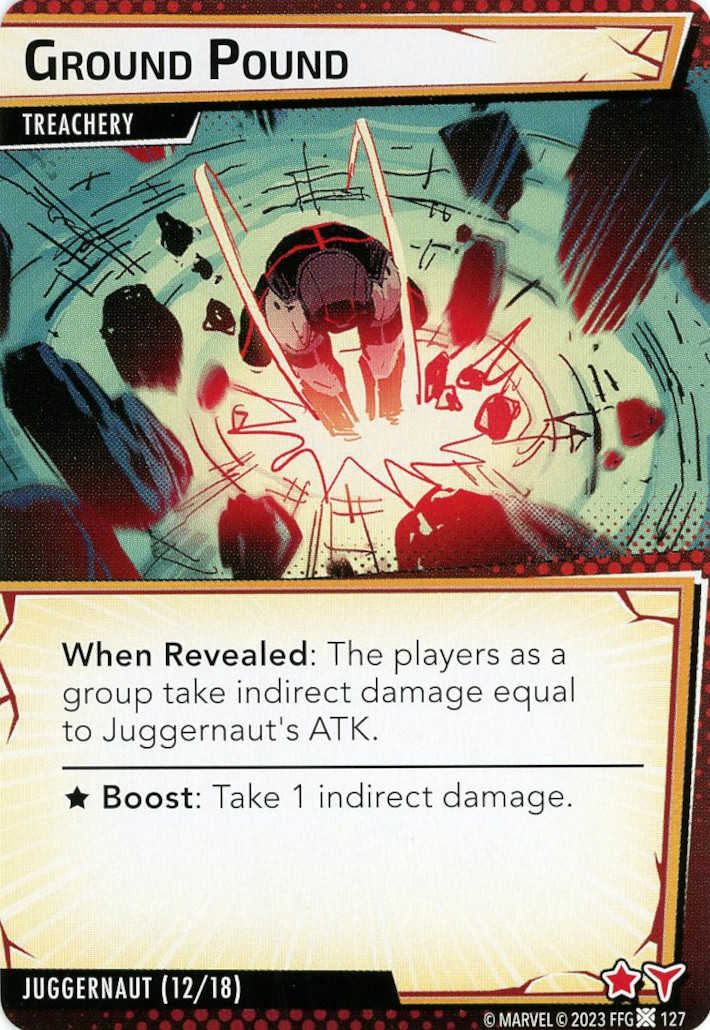 GROUND POUND
TREACHERY
When Revealed: The players as a
group take indirect damage equal
to Juggernaut's ATK.
★ Boost: Take 1 indirect damage.
JUGGERNAUT (12/18)
© MARVEL © 2023 FFG 127